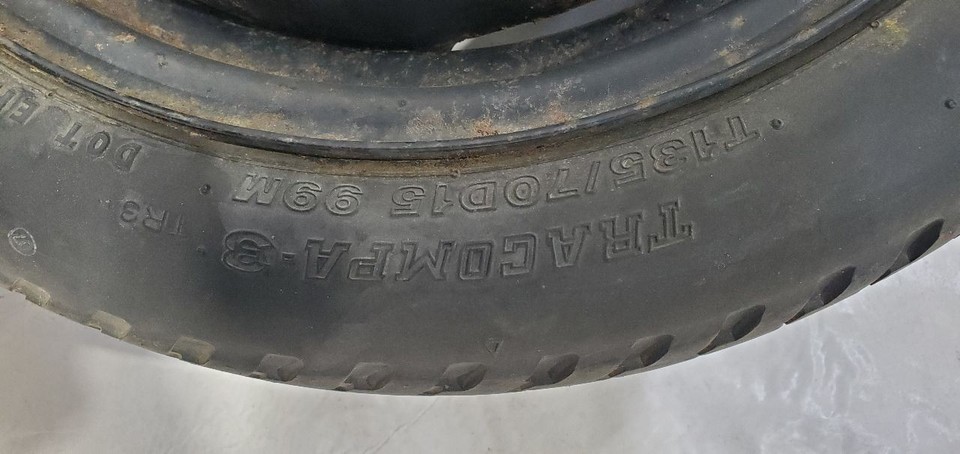 T135/70D15 99M
TRACOMPA-3
TR3
DOT